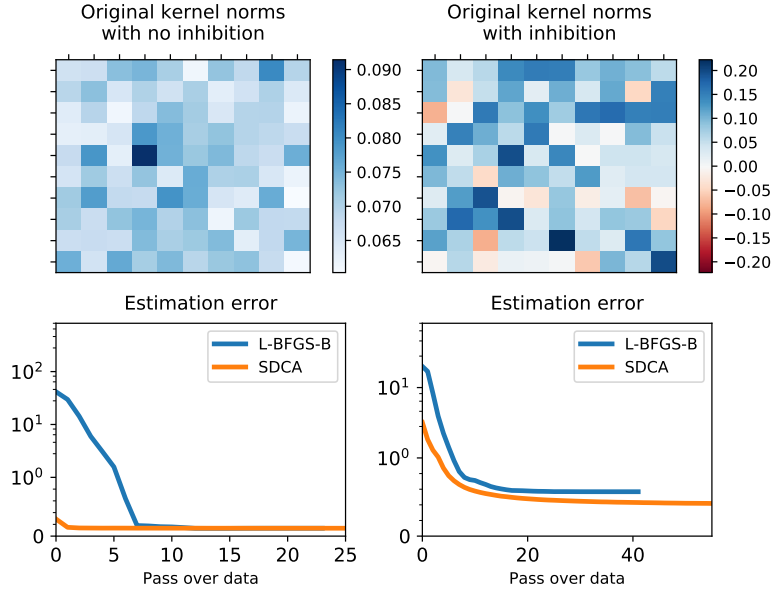 Original kernel norms
with no inhibition
Original kernel norms
with inhibition
0.090
0.085
0.080
0.075
0.070
0.065
0.20
0.15
0.10
0.05
0.00
−0.05
−0.10
−0.15
−0.20
Estimation error
L-BFGS-B
SDCA
10²
10¹
10⁰
0
0 5 10 15 20 25
Pass over data
Estimation error
L-BFGS-B
SDCA
10¹
10⁰
0
0 20 40
Pass over data